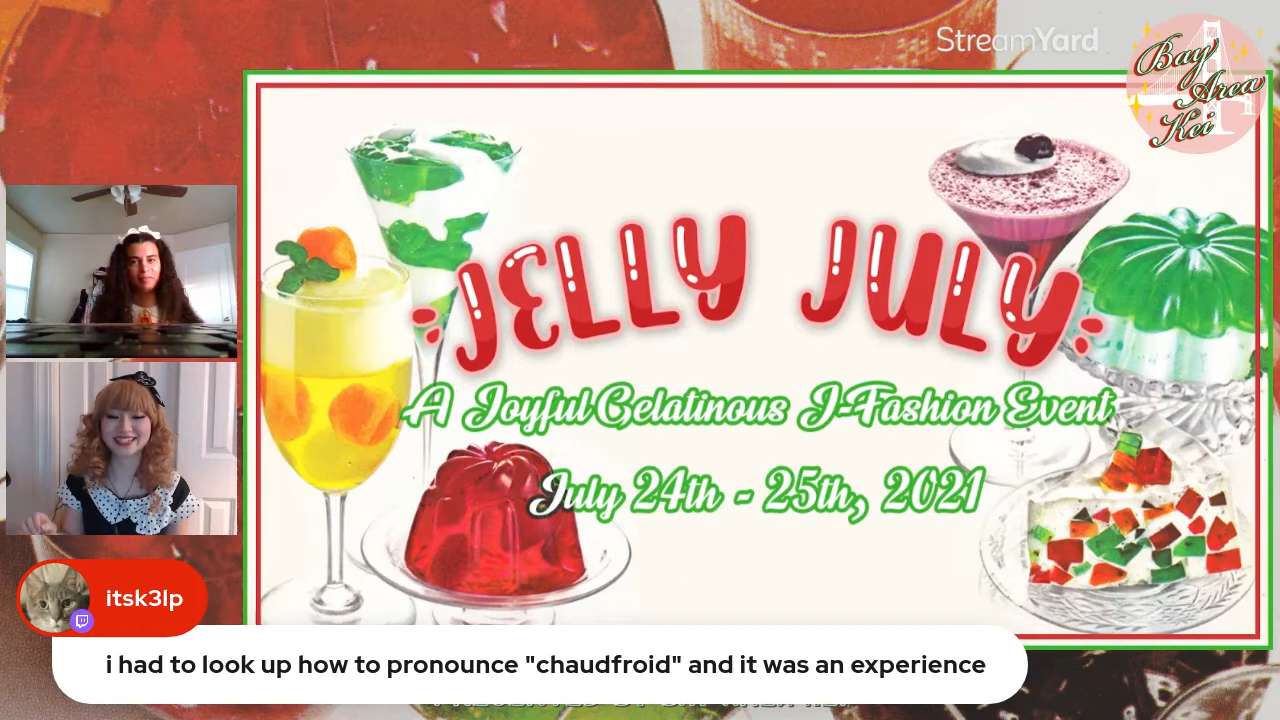 StreamYard
Bay
Area
Kei
JELLY JULY
A Joyful Gelatinous J-Fashion Event
July 24th - 25th, 2021
itsk3lp
i had to look up how to pronounce "chaudfroid" and it was an experience